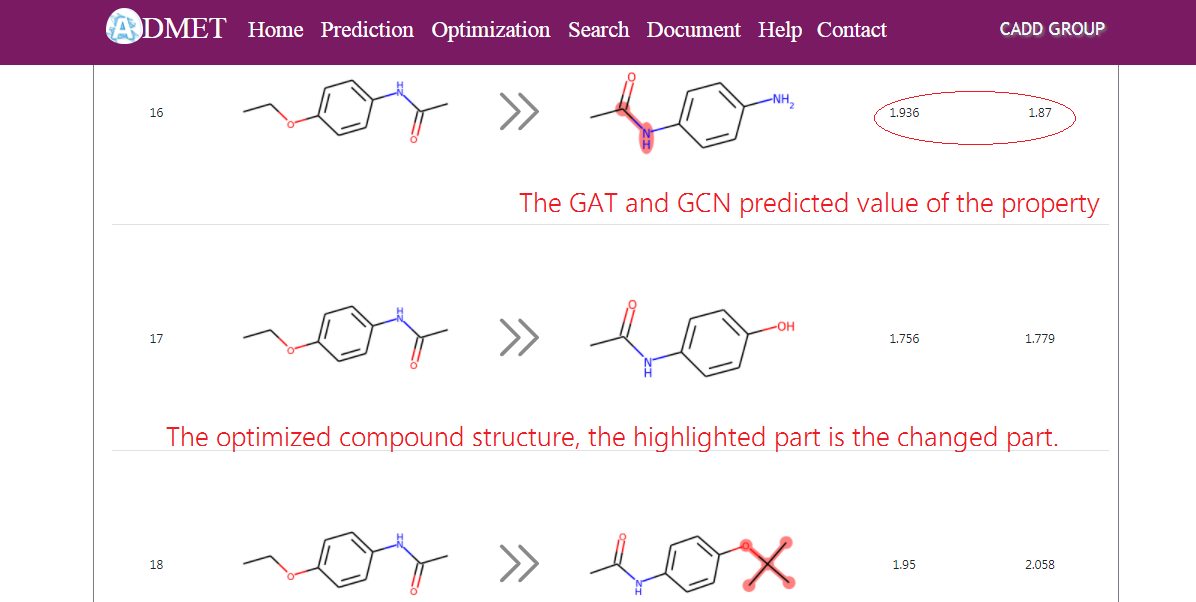 ADMET Home Prediction Optimization Search Document Help Contact CADD GROUP
16 O H N O O N H NH2 1.936 1.87
The GAT and GCN predicted value of the property
17 O H N O O N H OH 1.756 1.779
The optimized compound structure, the highlighted part is the changed part.
18 O H N O O N H O 1.95 2.058